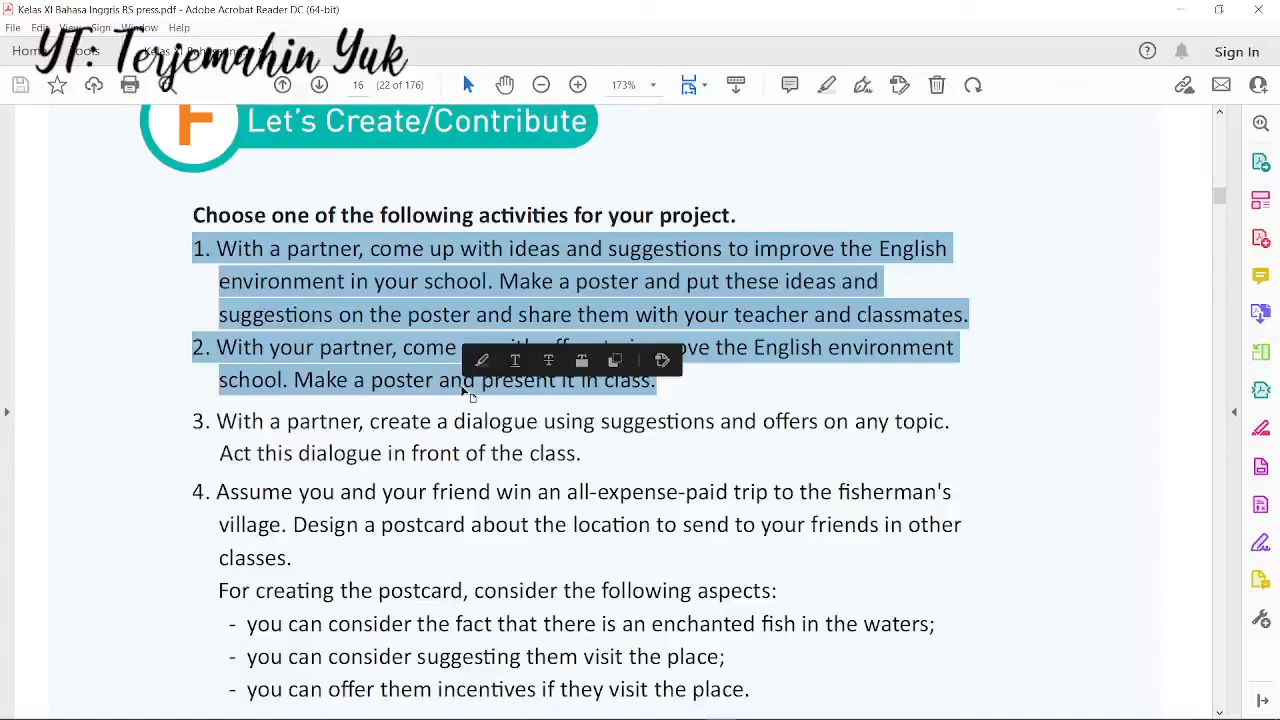 Kelas XI Bahasa Inggris BS press.pdf - Adobe Acrobat Reader DC (64-bit)
File Edit View Sign Window Help
YT: Terjemahin Yuk
Home Tools
Sign In
16 (22 of 176) 173%
F Let's Create/Contribute
Choose one of the following activities for your project.
1. With a partner, come up with ideas and suggestions to improve the English
environment in your school. Make a poster and put these ideas and
suggestions on the poster and share them with your teacher and classmates.
2. With your partner, come the English environment
school. Make a poster and present it in class.
3. With a partner, create a dialogue using suggestions and offers on any topic.
Act this dialogue in front of the class.
4. Assume you and your friend win an all-expense-paid trip to the fisherman's
village. Design a postcard about the location to send to your friends in other
classes.
For creating the postcard, consider the following aspects:
- you can consider the fact that there is an enchanted fish in the waters;
- you can consider suggesting them visit the place;
- you can offer them incentives if they visit the place.